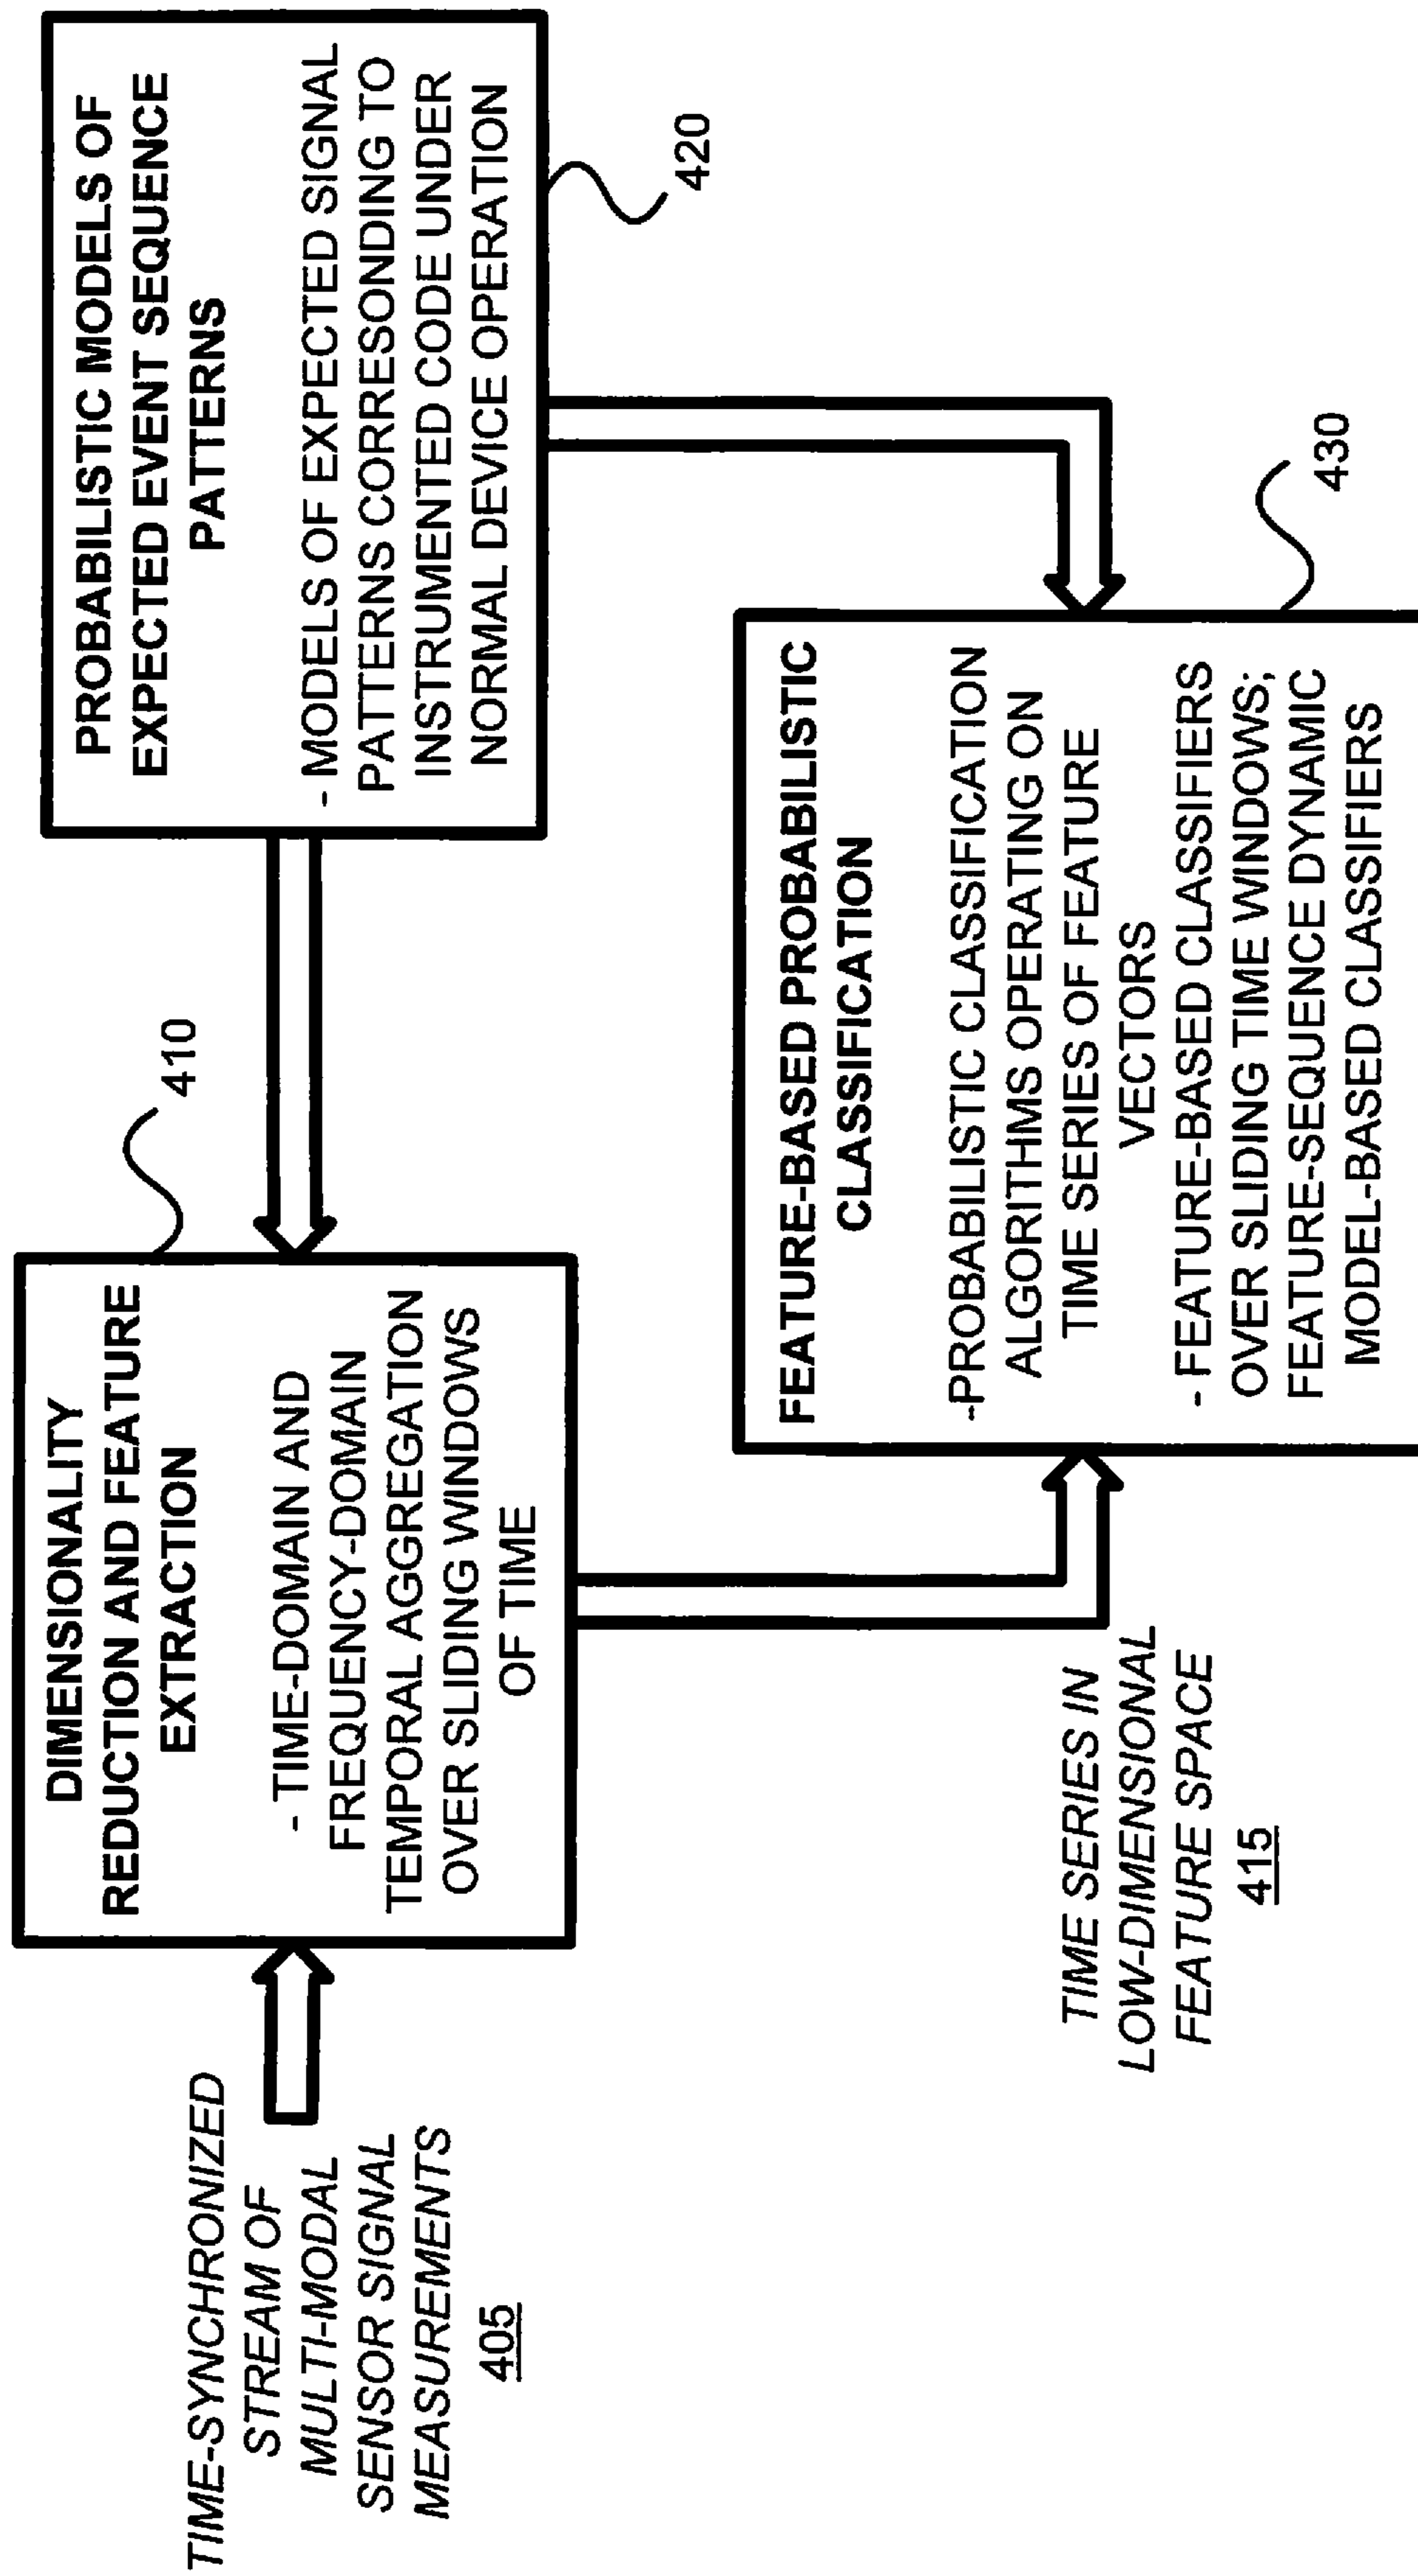 TIME-SYNCHRONIZED
STREAM OF
MULTI-MODAL
SENSOR SIGNAL
MEASUREMENTS
405
DIMENSIONALITY
REDUCTION AND FEATURE
EXTRACTION
- TIME-DOMAIN AND
FREQUENCY-DOMAIN
TEMPORAL AGGREGATION
OVER SLIDING WINDOWS
OF TIME
410
PROBABILISTIC MODELS OF
EXPECTED EVENT SEQUENCE
PATTERNS
- MODELS OF EXPECTED SIGNAL
PATTERNS CORRESONDING TO
INSTRUMENTED CODE UNDER
NORMAL DEVICE OPERATION
420
TIME SERIES IN
LOW-DIMENSIONAL
FEATURE SPACE
415
FEATURE-BASED PROBABILISTIC
CLASSIFICATION
-PROBABILISTIC CLASSIFICATION
ALGORITHMS OPERATING ON
TIME SERIES OF FEATURE
VECTORS
- FEATURE-BASED CLASSIFIERS
OVER SLIDING TIME WINDOWS;
FEATURE-SEQUENCE DYNAMIC
MODEL-BASED CLASSIFIERS
430